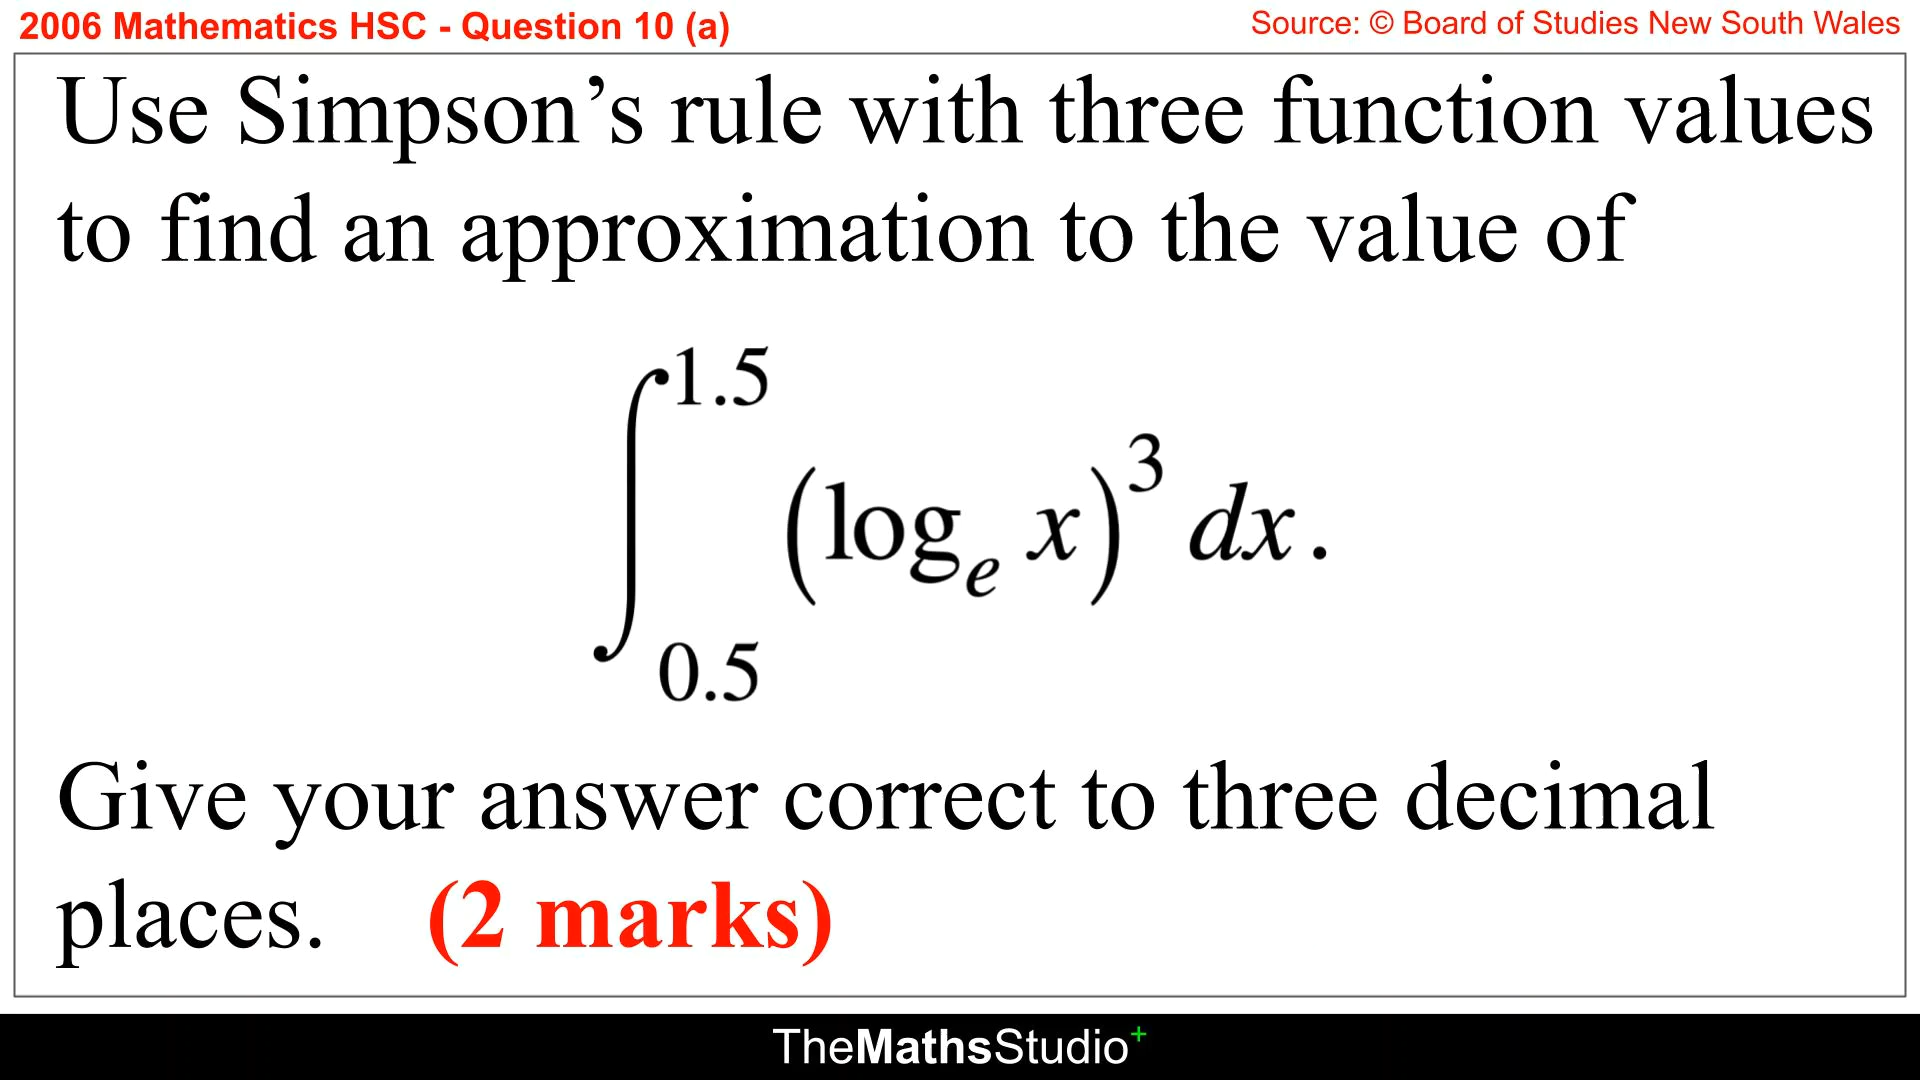 2006 Mathematics HSC - Question 10 (a)
Source: © Board of Studies New South Wales
Use Simpson’s rule with three function values
to find an approximation to the value of
∫_{0.5}^{1.5} (log_e x)^3 dx.
Give your answer correct to three decimal
places. (2 marks)
TheMathsStudio+